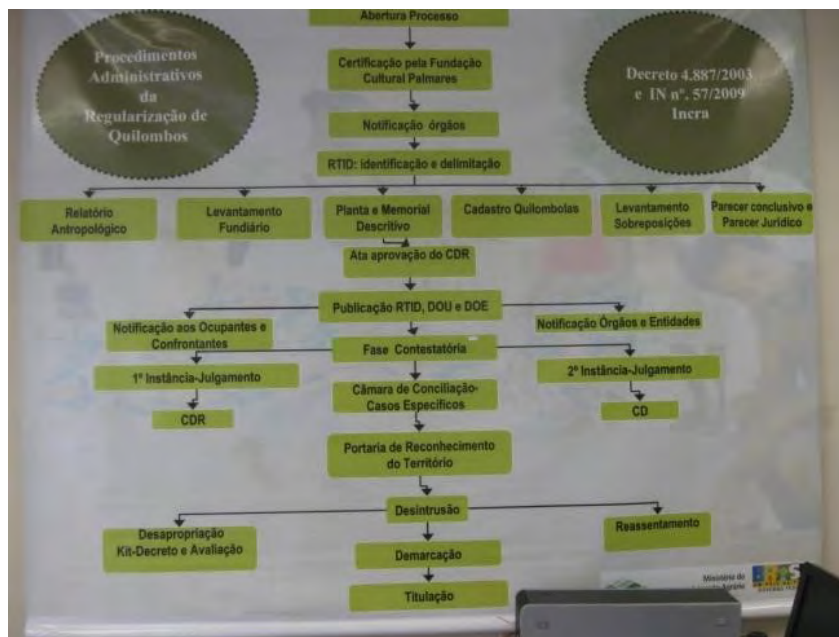 Abertura Processo
Procedimentos
Administrativos
da
Regularização de
Quilombos
Certificação pela Fundação
Cultural Palmares
Decreto 4.887/2003
e IN nº. 57/2009
Incra
Notificação órgãos
RTID: identificação e delimitação
Relatório
Antropológico
Levantamento
Fundiário
Planta e Memorial
Descritivo
Cadastro Quilombolas
Levantamento
Sobreposições
Parecer conclusivo e
Parecer Jurídico
Ata aprovação do CDR
Publicação RTID, DOU e DOE
Notificação aos Ocupantes e
Confrontantes
Notificação Órgãos e Entidades
Fase Contestatória
1º Instância-Julgamento
Câmara de Conciliação-
Casos Específicos
2º Instância-Julgamento
CDR
CD
Portaria de Reconhecimento
do Território
Desintrusão
Desapropriação
Kit-Decreto e Avaliação
Reassentamento
Demarcação
Titulação
Ministério do
Agrário